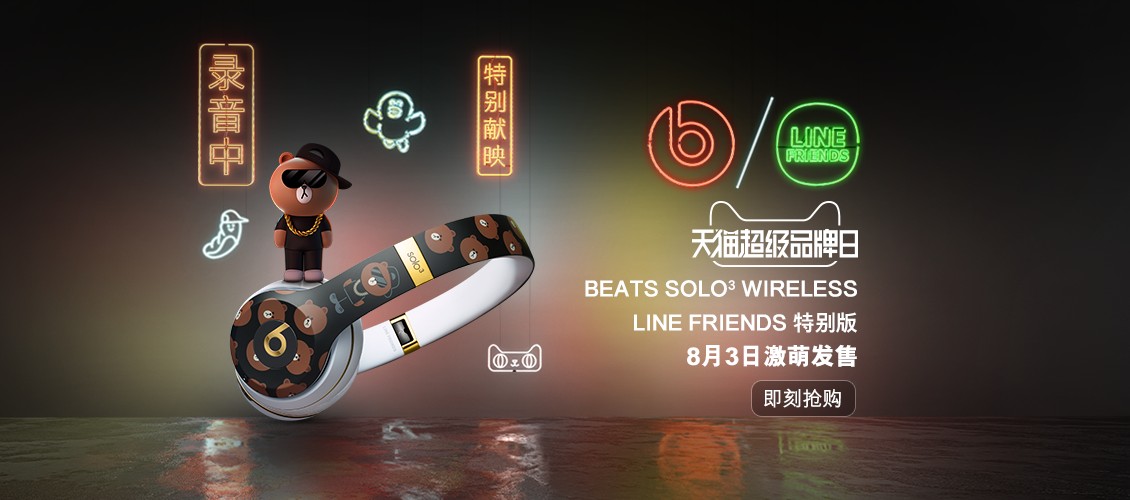 录音中
特别献映
LINE
FRIENDS
天猫超级品牌日
BEATS SOLO³ WIRELESS
LINE FRIENDS 特别版
8月3日激萌发售
即刻抢购
solo³